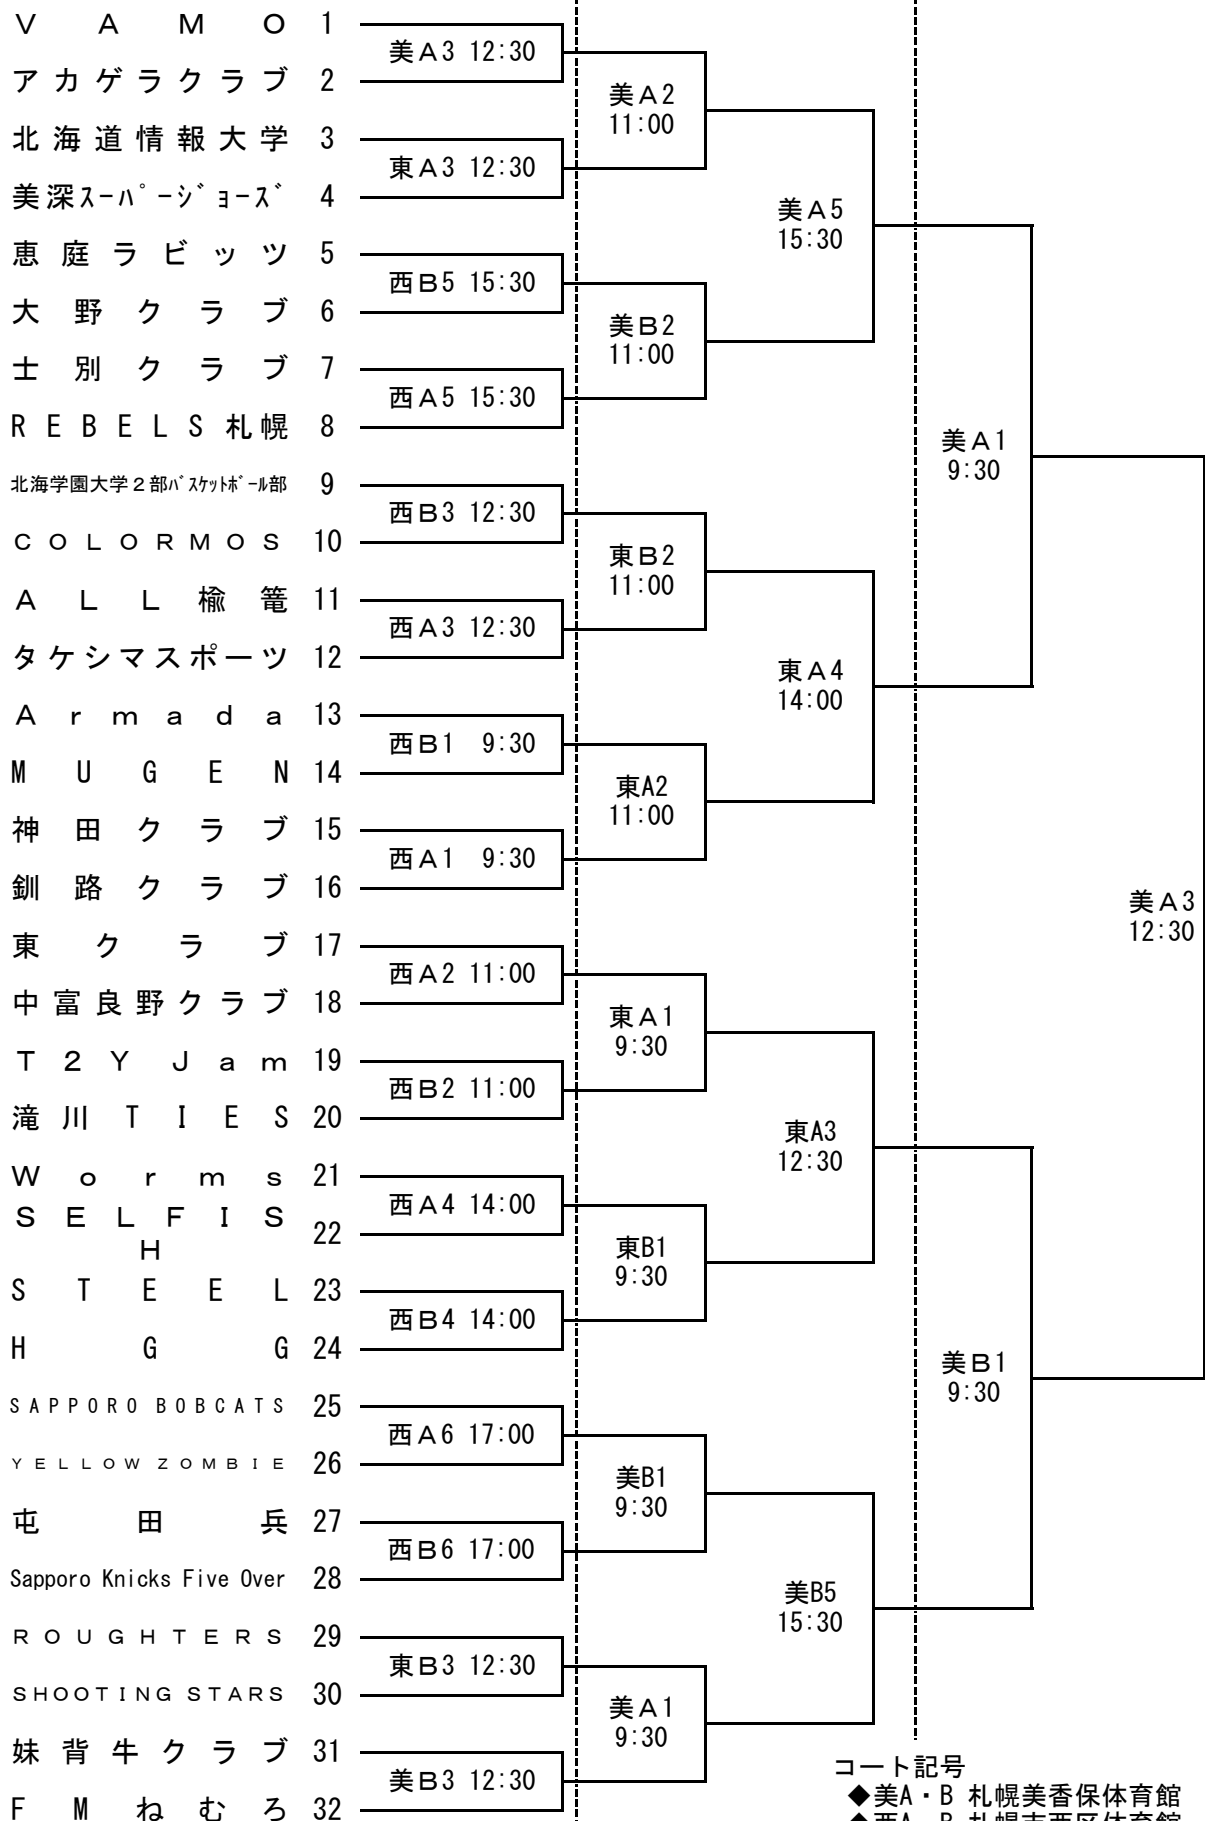 ＶＡＭＯ 1
アカゲラクラブ 2
北海道情報大学 3
美深ｽｰﾊﾟｰｼﾞｮｰｽﾞ 4
恵庭ラビッツ 5
大野クラブ 6
士別クラブ 7
REBELS札幌 8
北海学園大学２部ﾊﾞｽｹｯﾄﾎﾞｰﾙ部 9
ＣＯＬＯＲＭＯＳ 10
ＡＬＬ楡篭 11
タケシマスポーツ 12
Ａｒｍａｄａ 13
MUGEN 14
神田クラブ 15
釧路クラブ 16
東クラブ 17
中富良野クラブ 18
Ｔ２Ｙ Ｊａｍ 19
滝川TIES 20
Ｗｏｒｍｓ 21
ＳＥＬＦＩＳ
Ｈ 22
STEEL 23
HGG 24
SAPPORO BOBCATS 25
ＹＥＬＬＯＷ ＺＯＭＢＩＥ 26
屯田兵 27
Sapporo Knicks Five Over 28
ＲＯＵＧＨＴＥＲＳ 29
ＳＨＯＯＴＩＮＧ ＳＴＡＲＳ 30
妹背牛クラブ 31
FMねむろ 32
美Ａ3 12:30
東Ａ3 12:30
西Ｂ5 15:30
西Ａ5 15:30
西Ｂ3 12:30
西Ａ3 12:30
西Ｂ1 9:30
西Ａ1 9:30
西Ａ2 11:00
西Ｂ2 11:00
西Ａ4 14:00
西Ｂ4 14:00
西Ａ6 17:00
西Ｂ6 17:00
東Ｂ3 12:30
美Ｂ3 12:30
美Ａ2
11:00
美Ｂ2
11:00
東Ｂ2
11:00
東A2
11:00
東Ａ1
9:30
東B1
9:30
美B1
9:30
美Ａ1
9:30
美Ａ5
15:30
東Ａ4
14:00
東A3
12:30
美B5
15:30
美Ａ1
9:30
美Ｂ1
9:30
美Ａ3
12:30
コート記号
◆美A・B 札幌美香保体育館
◆西A・B 札幌市西区体育館